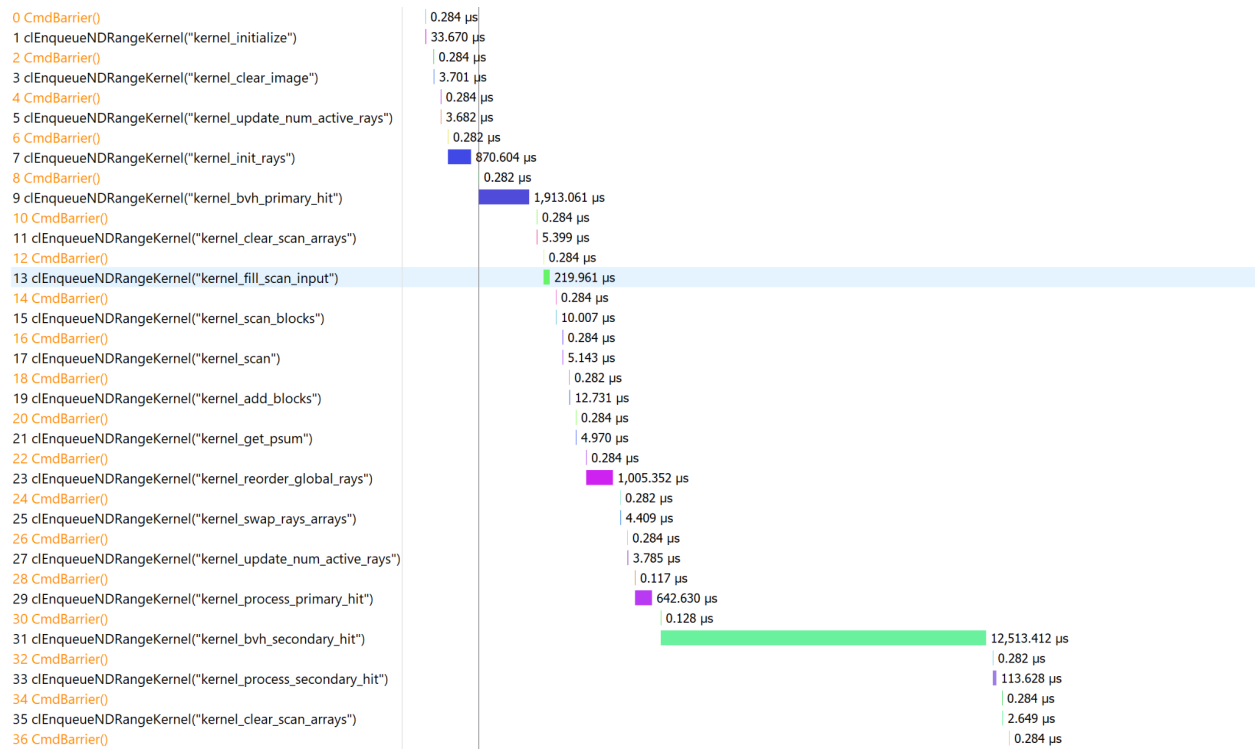 0 CmdBarrier() 0.284 µs
1 clEnqueueNDRangeKernel("kernel_initialize") 33.670 µs
2 CmdBarrier() 0.284 µs
3 clEnqueueNDRangeKernel("kernel_clear_image") 3.701 µs
4 CmdBarrier() 0.284 µs
5 clEnqueueNDRangeKernel("kernel_update_num_active_rays") 3.682 µs
6 CmdBarrier() 0.282 µs
7 clEnqueueNDRangeKernel("kernel_init_rays") 870.604 µs
8 CmdBarrier() 0.282 µs
9 clEnqueueNDRangeKernel("kernel_bvh_primary_hit") 1,913.061 µs
10 CmdBarrier() 0.284 µs
11 clEnqueueNDRangeKernel("kernel_clear_scan_arrays") 5.399 µs
12 CmdBarrier() 0.284 µs
13 clEnqueueNDRangeKernel("kernel_fill_scan_input") 219.961 µs
14 CmdBarrier() 0.284 µs
15 clEnqueueNDRangeKernel("kernel_scan_blocks") 10.007 µs
16 CmdBarrier() 0.284 µs
17 clEnqueueNDRangeKernel("kernel_scan") 5.143 µs
18 CmdBarrier() 0.282 µs
19 clEnqueueNDRangeKernel("kernel_add_blocks") 12.731 µs
20 CmdBarrier() 0.284 µs
21 clEnqueueNDRangeKernel("kernel_get_psum") 4.970 µs
22 CmdBarrier() 0.284 µs
23 clEnqueueNDRangeKernel("kernel_reorder_global_rays") 1,005.352 µs
24 CmdBarrier() 0.282 µs
25 clEnqueueNDRangeKernel("kernel_swap_rays_arrays") 4.409 µs
26 CmdBarrier() 0.284 µs
27 clEnqueueNDRangeKernel("kernel_update_num_active_rays") 3.785 µs
28 CmdBarrier() 0.117 µs
29 clEnqueueNDRangeKernel("kernel_process_primary_hit") 642.630 µs
30 CmdBarrier() 0.128 µs
31 clEnqueueNDRangeKernel("kernel_bvh_secondary_hit") 12,513.412 µs
32 CmdBarrier() 0.282 µs
33 clEnqueueNDRangeKernel("kernel_process_secondary_hit") 113.628 µs
34 CmdBarrier() 0.284 µs
35 clEnqueueNDRangeKernel("kernel_clear_scan_arrays") 2.649 µs
36 CmdBarrier() 0.284 µs